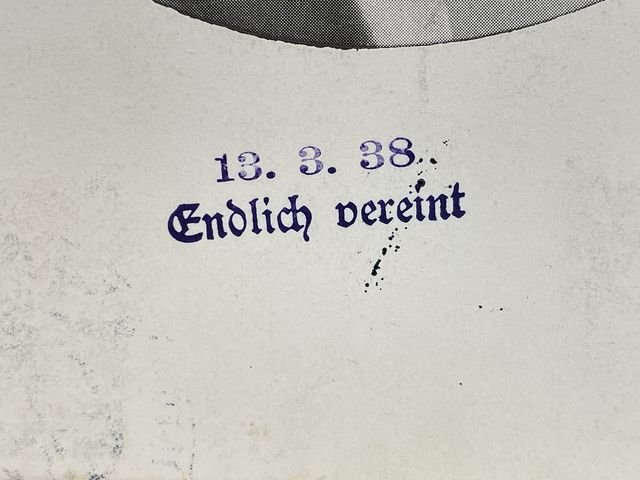 13. 3. 38.
Endlich vereint